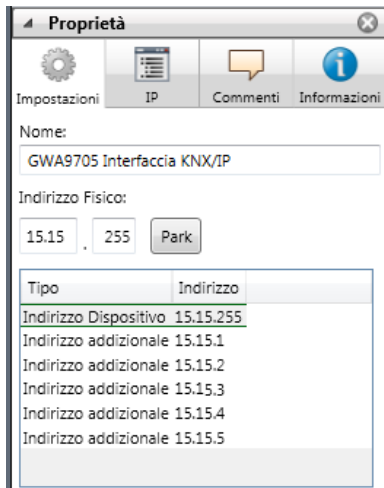 Proprietà
Impostazioni IP Commenti Informazioni
Nome:
GWA9705 Interfaccia KNX/IP
Indirizzo Fisico:
15.15 . 255 Park
Tipo Indirizzo
Indirizzo Dispositivo 15.15.255
Indirizzo addizionale 15.15.1
Indirizzo addizionale 15.15.2
Indirizzo addizionale 15.15.3
Indirizzo addizionale 15.15.4
Indirizzo addizionale 15.15.5